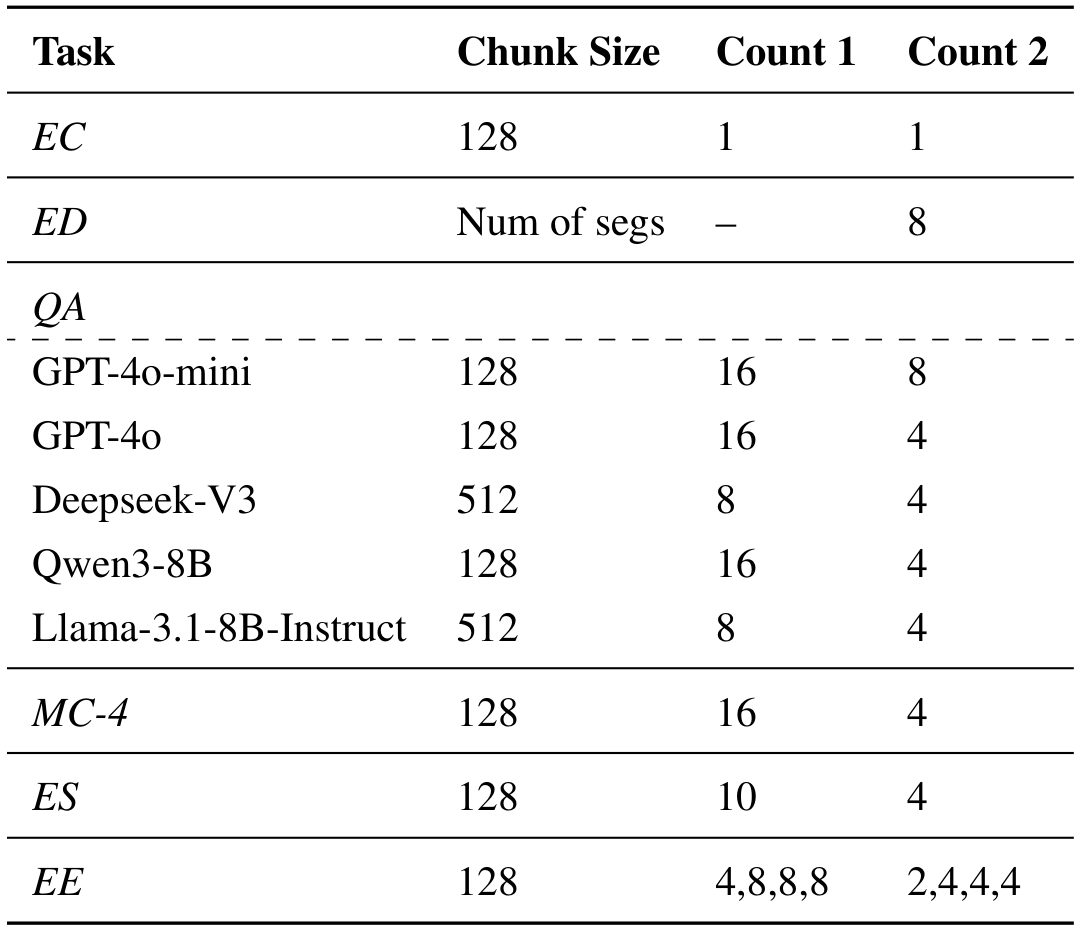 Task Chunk Size Count 1 Count 2
EC 128 1 1
ED Num of segs – 8
QA
GPT-4o-mini 128 16 8
GPT-4o 128 16 4
Deepseek-V3 512 8 4
Qwen3-8B 128 16 4
Llama-3.1-8B-Instruct 512 8 4
MC-4 128 16 4
ES 128 10 4
EE 128 4,8,8,8 2,4,4,4